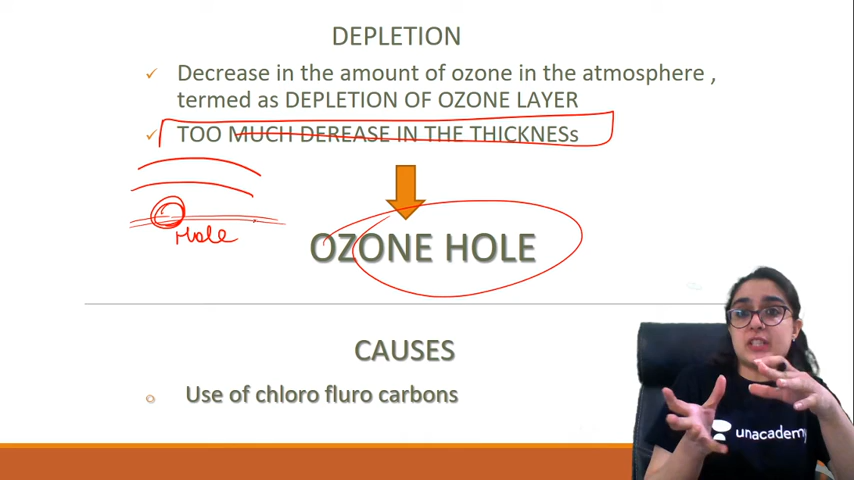 DEPLETION
Decrease in the amount of ozone in the atmosphere ,
termed as DEPLETION OF OZONE LAYER
TOO MUCH DEREASE IN THE THICKNESs
Hole
OZONE HOLE
CAUSES
Use of chloro fluro carbons
unacademy